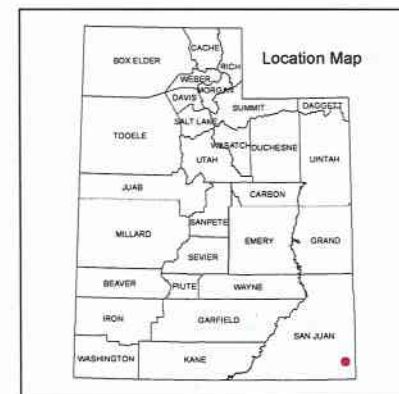 Location Map
CACHE
BOX ELDER
RICH
WEBER
MORGAN
DAVIS
SUMMIT
DAGGETT
SALT LAKE
TOOELE
WASATCH
DUCHESNE
UINTAH
UTAH
JUAB
CARBON
SANPETE
MILLARD
EMERY
GRAND
SEVIER
BEAVER
PIUTE
WAYNE
IRON
GARFIELD
SAN JUAN
WASHINGTON
KANE